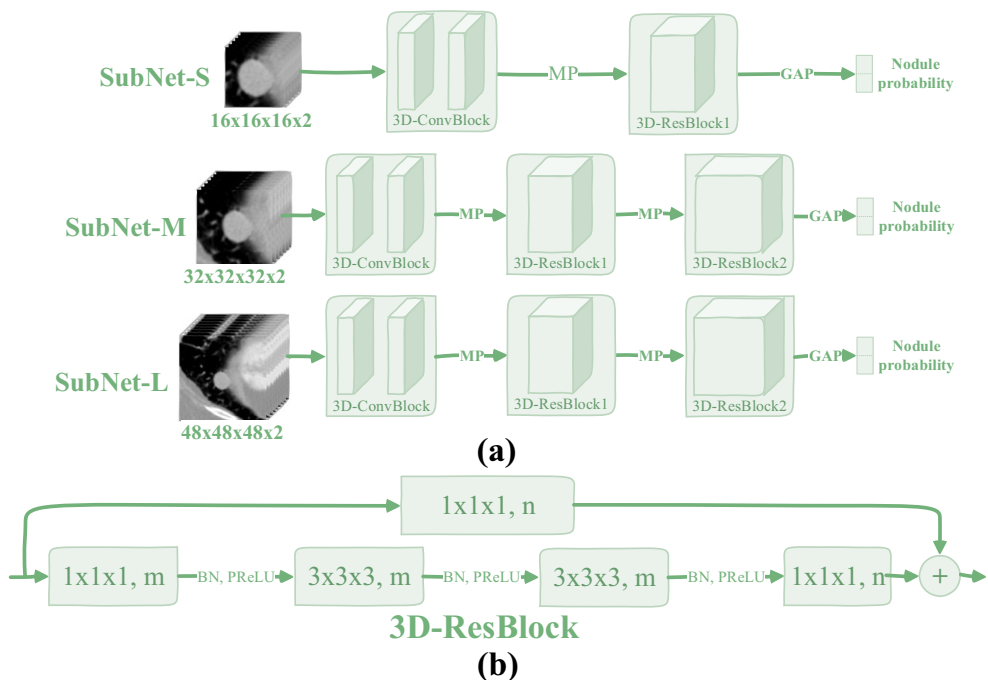 SubNet-S
16x16x16x2
3D-ConvBlock
MP
3D-ResBlock1
GAP
Nodule
probability
SubNet-M
32x32x32x2
3D-ConvBlock
MP
3D-ResBlock1
MP
3D-ResBlock2
GAP
Nodule
probability
SubNet-L
48x48x48x2
3D-ConvBlock
MP
3D-ResBlock1
MP
3D-ResBlock2
GAP
Nodule
probability
(a)
1x1x1, n
1x1x1, m
BN, PReLU
3x3x3, m
BN, PReLU
3x3x3, m
BN, PReLU
1x1x1, n
+
3D-ResBlock
(b)